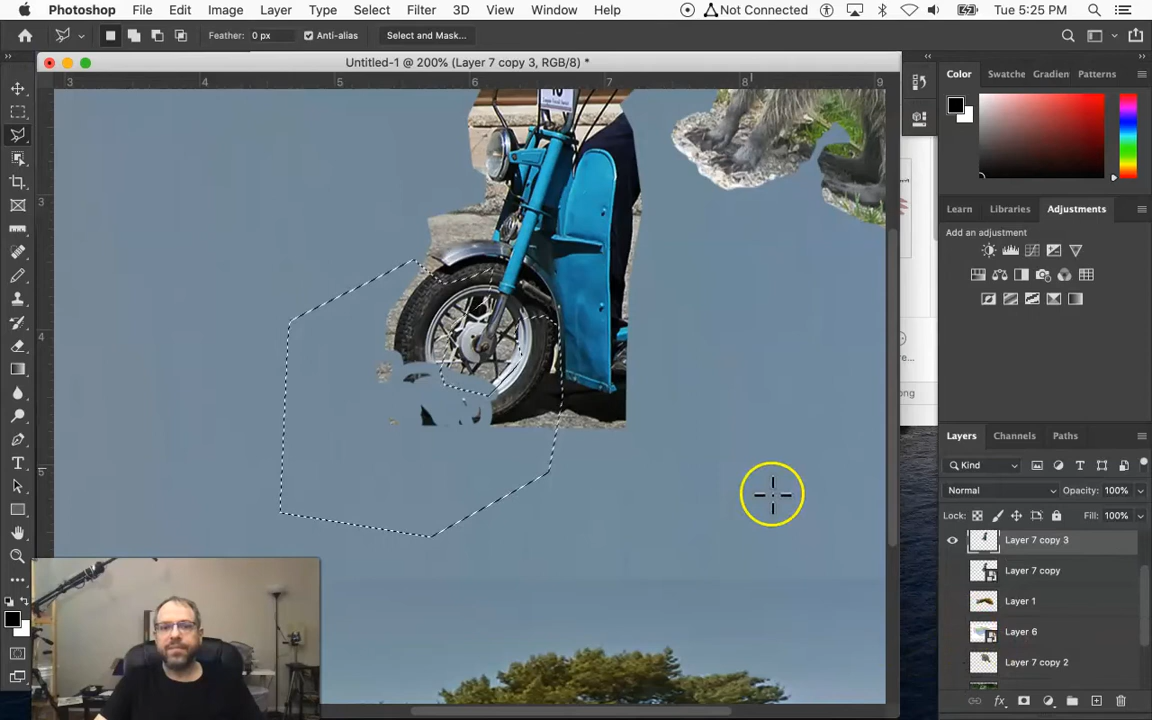 Photoshop File Edit Image Layer Type Select Filter 3D View Window Help Not Connected Tue 5:25 PM
Feather: 0 px Anti-alias Select and Mask...
Untitled-1 @ 200% (Layer 7 copy 3, RGB/8) *
Color Swatche Gradien Patterns
3 5 6 7 8 9
3
4
5
Learn Libraries Adjustments
Add an adjustment
Layers Channels Paths
Kind
Normal Opacity: 100%
Lock: Fill: 100%
Layer 7 copy 3
Layer 7 copy
Layer 1
Layer 6
Layer 7 copy 2